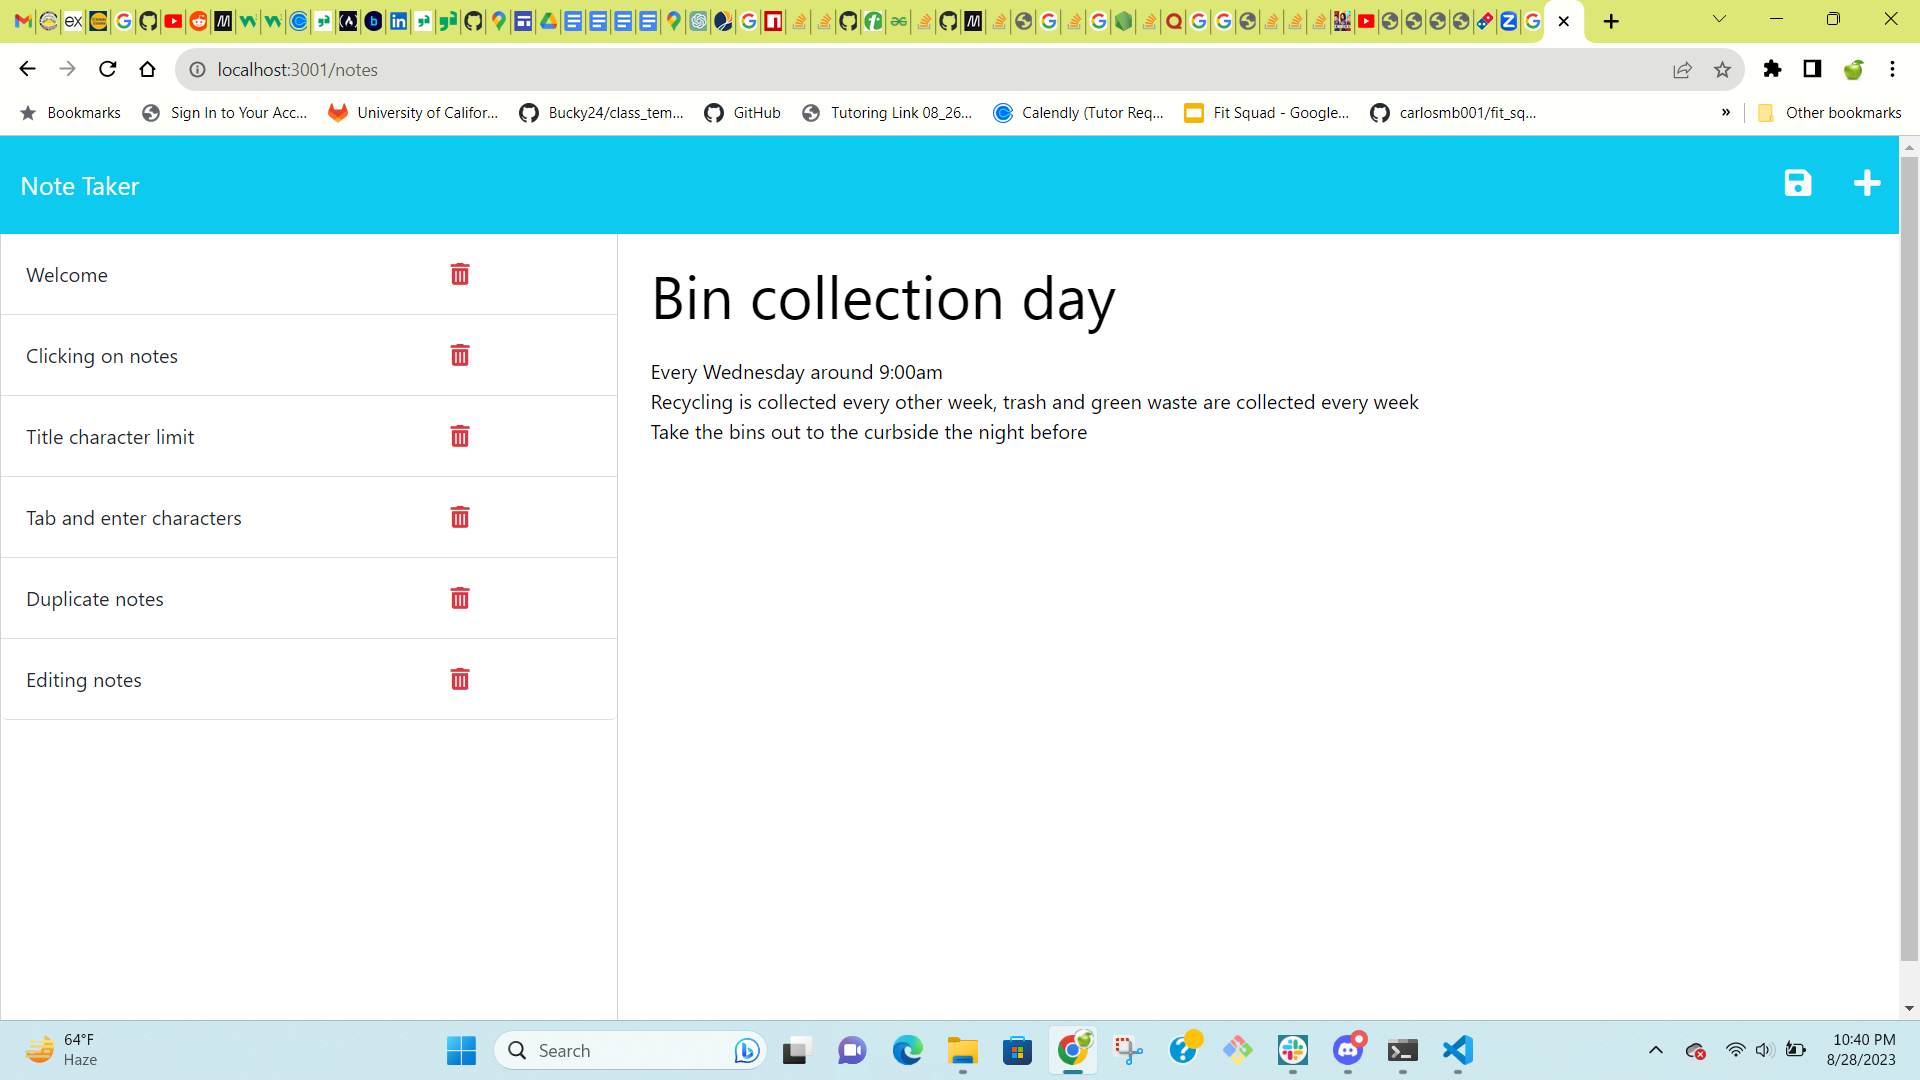 localhost:3001/notes
Bookmarks
Sign In to Your Acc...
University of Califor...
Bucky24/class_tem...
GitHub
Tutoring Link 08_26...
Calendly (Tutor Req...
Fit Squad - Google...
carlosmb001/fit_sq...
»
Other bookmarks
Note Taker
Welcome
Clicking on notes
Title character limit
Tab and enter characters
Duplicate notes
Editing notes
Bin collection day
Every Wednesday around 9:00am
Recycling is collected every other week, trash and green waste are collected every week
Take the bins out to the curbside the night before
64°F
Haze
Search
10:40 PM
8/28/2023